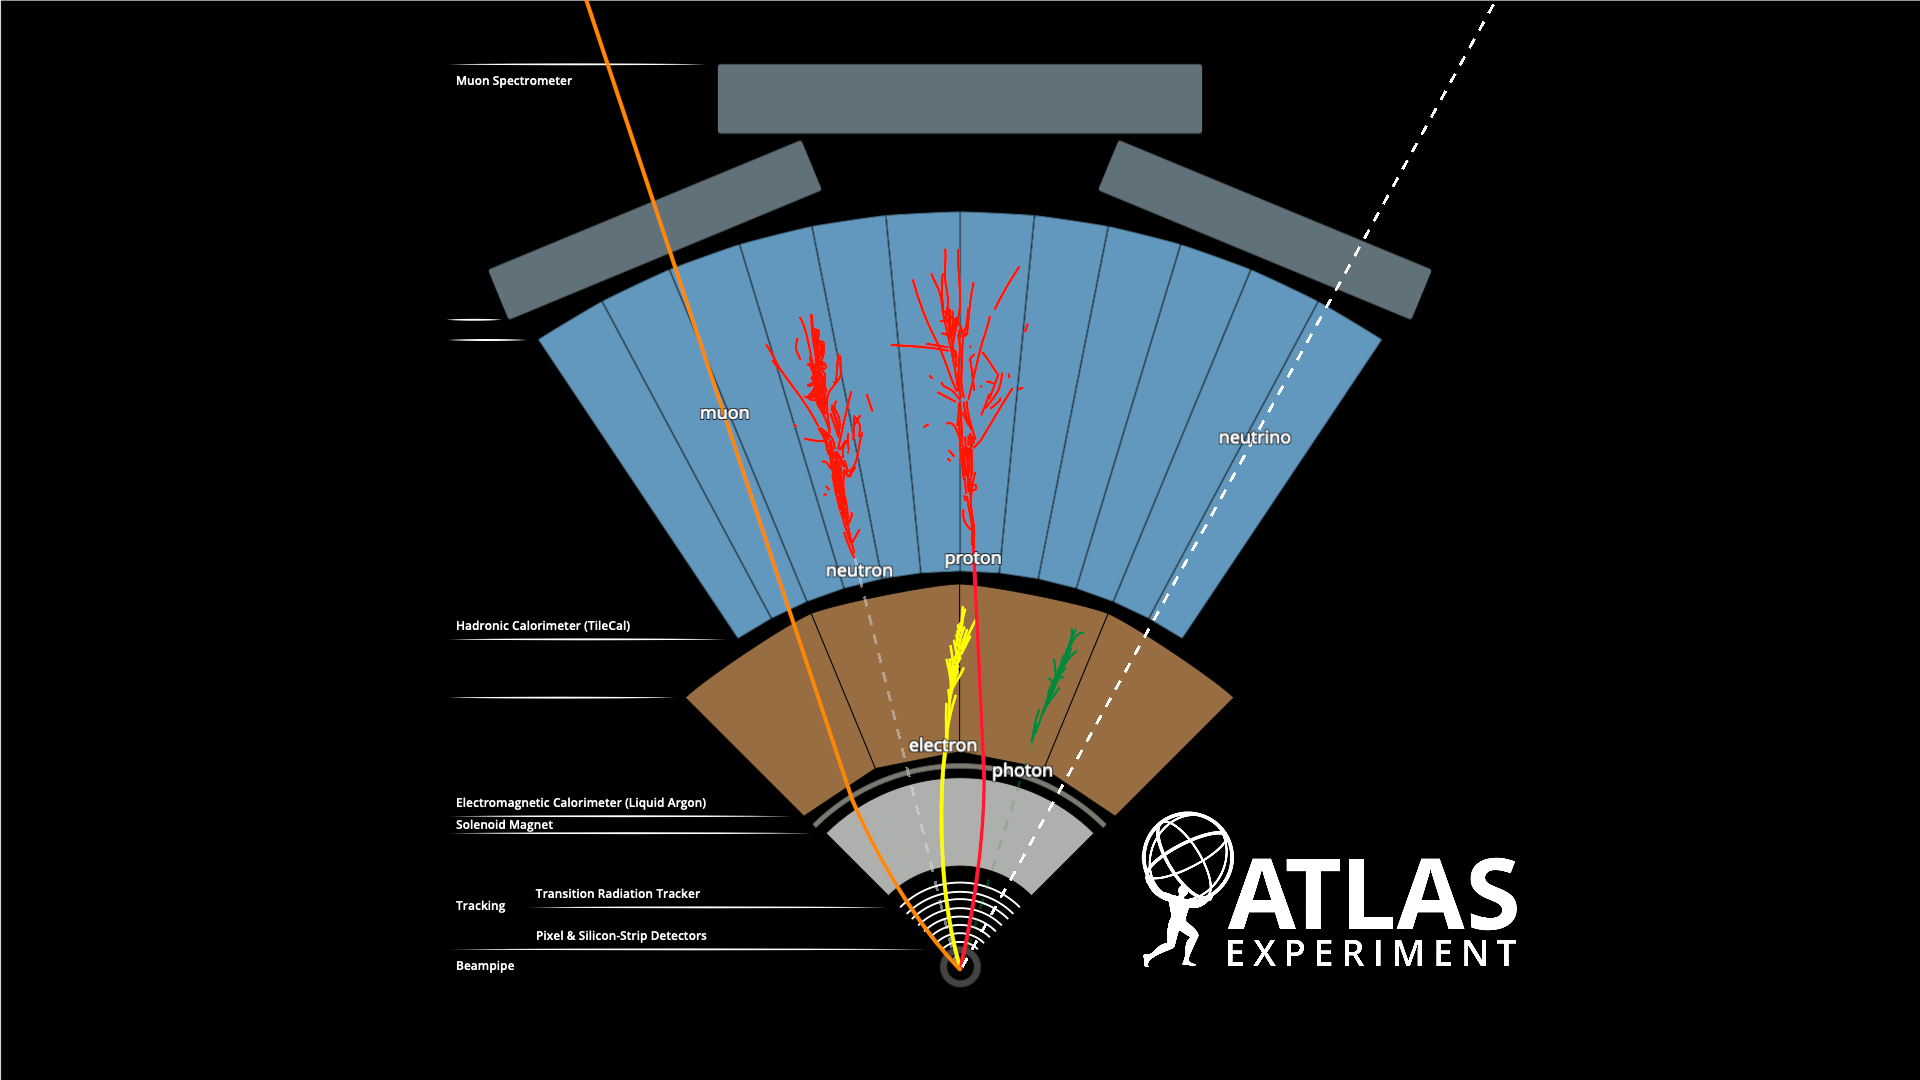 Muon Spectrometer
muon
neutrino
proton
neutron
Hadronic Calorimeter (TileCal)
electron
photon
Electromagnetic Calorimeter (Liquid Argon)
Solenoid Magnet
Transition Radiation Tracker
Tracking
Pixel & Silicon-Strip Detectors
Beampipe
ATLAS
EXPERIMENT